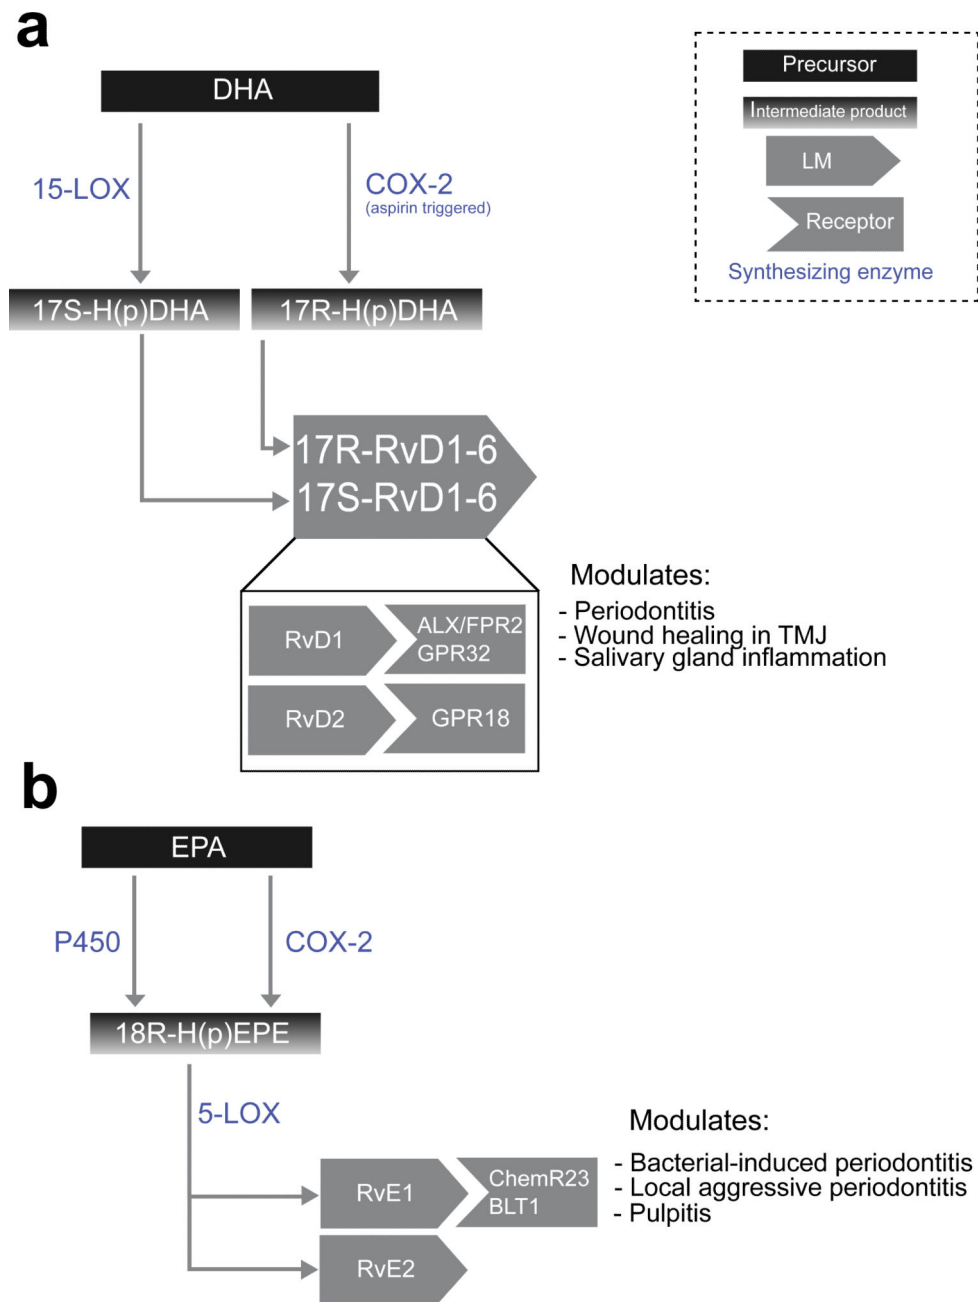 a
DHA
15-LOX
COX-2
(aspirin triggered)
17S-H(p)DHA
17R-H(p)DHA
17R-RvD1-6
17S-RvD1-6
RvD1
ALX/FPR2
GPR32
RvD2
GPR18
Modulates:
- Periodontitis
- Wound healing in TMJ
- Salivary gland inflammation
Precursor
Intermediate product
LM
Receptor
Synthesizing enzyme
b
EPA
P450
COX-2
18R-H(p)EPE
5-LOX
RvE1
ChemR23
BLT1
RvE2
Modulates:
- Bacterial-induced periodontitis
- Local aggressive periodontitis
- Pulpitis